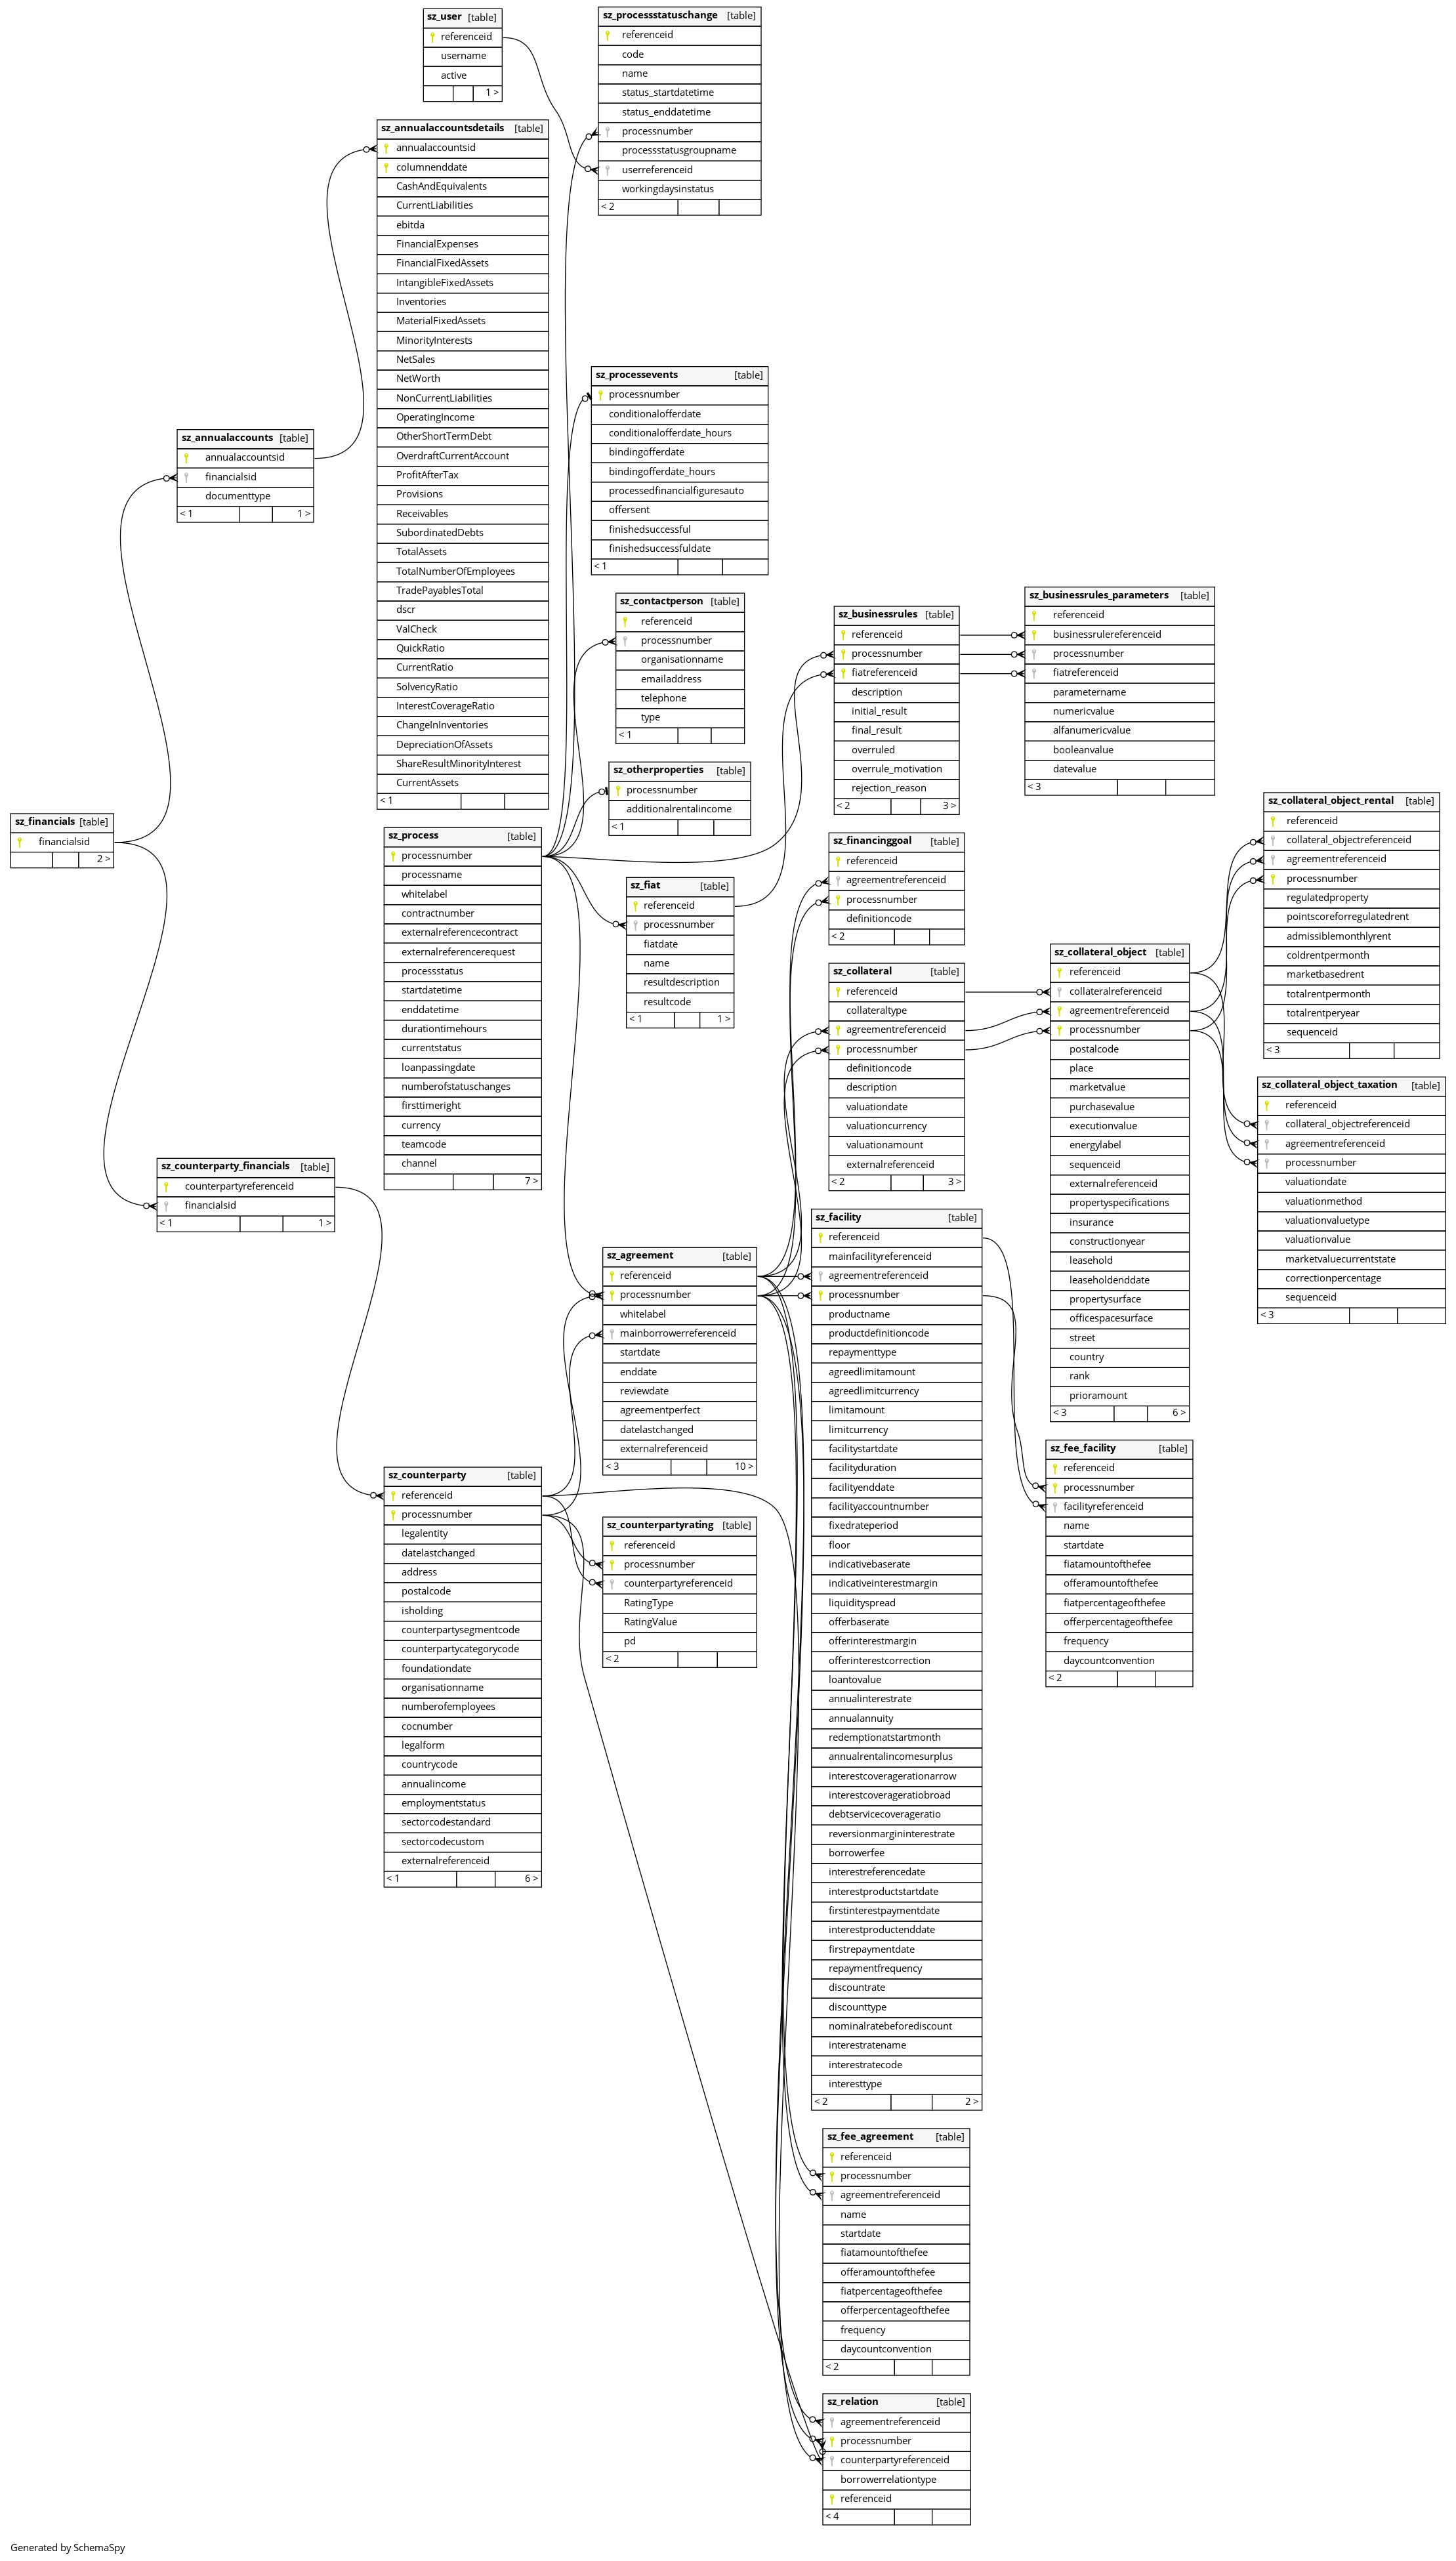 sz_user [table]
referenceid
username
active
1 >
sz_processstatuschange [table]
referenceid
code
name
status_startdatetime
status_enddatetime
processnumber
processstatusgroupname
userreferenceid
workingdaysinstatus
< 2
sz_annualaccountsdetails [table]
annualaccountsid
columnenddate
CashAndEquivalents
CurrentLiabilities
ebitda
FinancialExpenses
FinancialFixedAssets
IntangibleFixedAssets
Inventories
MaterialFixedAssets
MinorityInterests
NetSales
NetWorth
NonCurrentLiabilities
OperatingIncome
OtherShortTermDebt
OverdraftCurrentAccount
ProfitAfterTax
Provisions
Receivables
SubordinatedDebts
TotalAssets
TotalNumberOfEmployees
TradePayablesTotal
dscr
ValCheck
QuickRatio
CurrentRatio
SolvencyRatio
InterestCoverageRatio
ChangeInInventories
DepreciationOfAssets
ShareResultMinorityInterest
CurrentAssets
< 1
sz_processevents [table]
processnumber
conditionalofferdate
conditionalofferdate_hours
bindingofferdate
bindingofferdate_hours
processedfinancialfiguresauto
offersent
finishedsuccessful
finishedsuccessfuldate
< 1
sz_annualaccounts [table]
annualaccountsid
financialsid
documenttype
< 1 1 >
sz_contactperson [table]
referenceid
processnumber
organisationname
emailaddress
telephone
type
< 1
sz_businessrules [table]
referenceid
processnumber
fiatreferenceid
description
initial_result
final_result
overruled
overrule_motivation
rejection_reason
< 2 3 >
sz_businessrules_parameters [table]
referenceid
businessrulereferenceid
processnumber
fiatreferenceid
parametername
numericvalue
alfanumericvalue
booleanvalue
datevalue
< 3
sz_otherproperties [table]
processnumber
additionalrentalincome
< 1
sz_financials [table]
financialsid
2 >
sz_process [table]
processnumber
processname
whitelabel
contractnumber
externalreferencecontract
externalreferencerequest
processstatus
startdatetime
enddatetime
durationtimehours
currentstatus
loanpassingdate
numberofstatuschanges
firsttimeright
currency
teamcode
channel
7 >
sz_fiat [table]
referenceid
processnumber
fiatdate
name
resultdescription
resultcode
< 1 1 >
sz_financinggoal [table]
referenceid
agreementreferenceid
processnumber
definitioncode
< 2
sz_collateral [table]
referenceid
collateraltype
agreementreferenceid
processnumber
definitioncode
description
valuationdate
valuationcurrency
valuationamount
externalreferenceid
< 2 3 >
sz_collateral_object [table]
referenceid
collateralreferenceid
agreementreferenceid
processnumber
postalcode
place
marketvalue
purchasevalue
executionvalue
energylabel
sequenceid
externalreferenceid
propertyspecifications
insurance
constructionyear
leasehold
leaseholdenddate
propertysurface
officespacesurface
street
country
rank
prioramount
< 3 6 >
sz_collateral_object_rental [table]
referenceid
collateral_objectreferenceid
agreementreferenceid
processnumber
regulatedproperty
pointscoreforregulatedrent
admissiblemonthlyrent
coldrentpermonth
marketbasedrent
totalrentpermonth
totalrentperyear
sequenceid
< 3
sz_collateral_object_taxation [table]
referenceid
collateral_objectreferenceid
agreementreferenceid
processnumber
valuationdate
valuationmethod
valuationvaluetype
valuationvalue
marketvaluecurrentstate
correctionpercentage
sequenceid
< 3
sz_counterparty_financials [table]
counterpartyreferenceid
financialsid
< 1 1 >
sz_agreement [table]
referenceid
processnumber
whitelabel
mainborrowerreferenceid
startdate
enddate
reviewdate
agreementperfect
datelastchanged
externalreferenceid
< 3 10 >
sz_facility [table]
referenceid
mainfacilityreferenceid
agreementreferenceid
processnumber
productname
productdefinitioncode
repaymenttype
agreedlimitamount
agreedlimitcurrency
limitamount
limitcurrency
facilitystartdate
facilityduration
facilityenddate
facilityaccountnumber
fixedrateperiod
floor
indicativebaserate
indicativeinterestmargin
liquidityspread
offerbaserate
offerinterestmargin
offerinterestcorrection
loantovalue
annualinterestrate
annualannuity
redemptionatstartmonth
annualrentalincomesurplus
interestcoveragerationarrow
interestcoverageratiobroad
debtservicecoverageratio
reversionmargininterestrate
borrowerfee
interestreferencedate
interestproductstartdate
firstinterestpaymentdate
interestproductenddate
firstrepaymentdate
repaymentfrequency
discountrate
discounttype
nominalratebeforediscount
interestratename
interestratecode
interesttype
< 2 2 >
sz_fee_facility [table]
referenceid
processnumber
facilityreferenceid
name
startdate
fiatamountofthefee
offeramountofthefee
fiatpercentageofthefee
offerpercentageofthefee
frequency
daycountconvention
< 2
sz_counterparty [table]
referenceid
processnumber
legalentity
datelastchanged
address
postalcode
isholding
counterpartysegmentcode
counterpartycategorycode
foundationdate
organisationname
numberofemployees
cocnumber
legalform
countrycode
annualincome
employmentstatus
sectorcodestandard
sectorcodecustom
externalreferenceid
< 1 6 >
sz_counterpartyrating [table]
referenceid
processnumber
counterpartyreferenceid
RatingType
RatingValue
pd
< 2
sz_fee_agreement [table]
referenceid
processnumber
agreementreferenceid
name
startdate
fiatamountofthefee
offeramountofthefee
fiatpercentageofthefee
offerpercentageofthefee
frequency
daycountconvention
< 2
sz_relation [table]
agreementreferenceid
processnumber
counterpartyreferenceid
borrowerrelationtype
referenceid
< 4
Generated by SchemaSpy